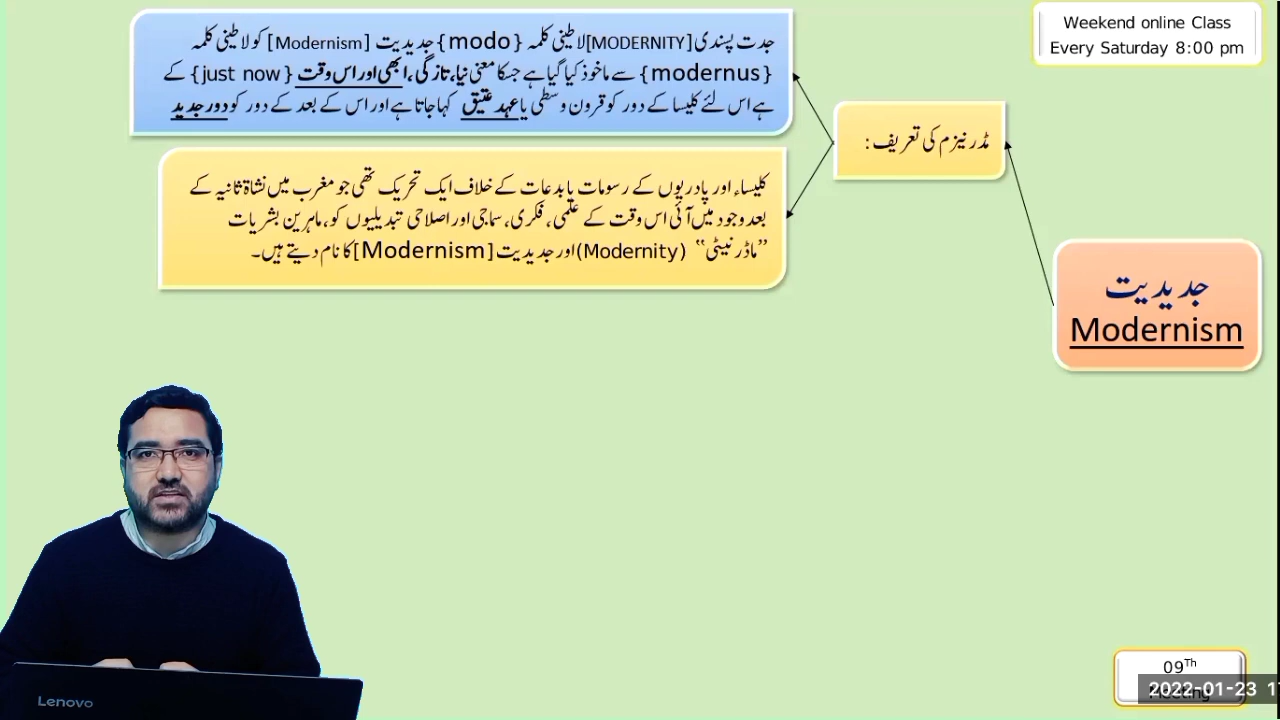 Weekend online Class
Every Saturday 8:00 pm
جدیدیت
Modernism
مڈرنیزم کی تعریف :
جدت پسندی [MODERNITY] لاطینی کلمہ {modo} جدیدیت [Modernism] کو لاطینی کلمہ
{modernus} سے ماخوذ کیا گیا ہے جسکا معنی نیا، تازگی، ابھی اور اس وقت {just now} کے
ہے اس لئے کلیسا کے دور کو قرون وسطی یا عہد عتیق کہا جاتا ہے اور اس کے بعد کے دور کو دور جدید
کلیساء اور پادریوں کے رسومات یا بدعات کے خلاف ایک تحریک تھی جو مغرب میں نشاۃ ثانیہ کے
بعد وجود میں آئی اس وقت کے علمی، فکری، سماجی اور اصلاحی تبدیلیوں کو، ماہرین بشریات
”ماڈرنیٹی“ (Modernity) اور جدیدیت [Modernism] کا نام دیتے ہیں۔
Lenovo
09Th
2022-01-23 1